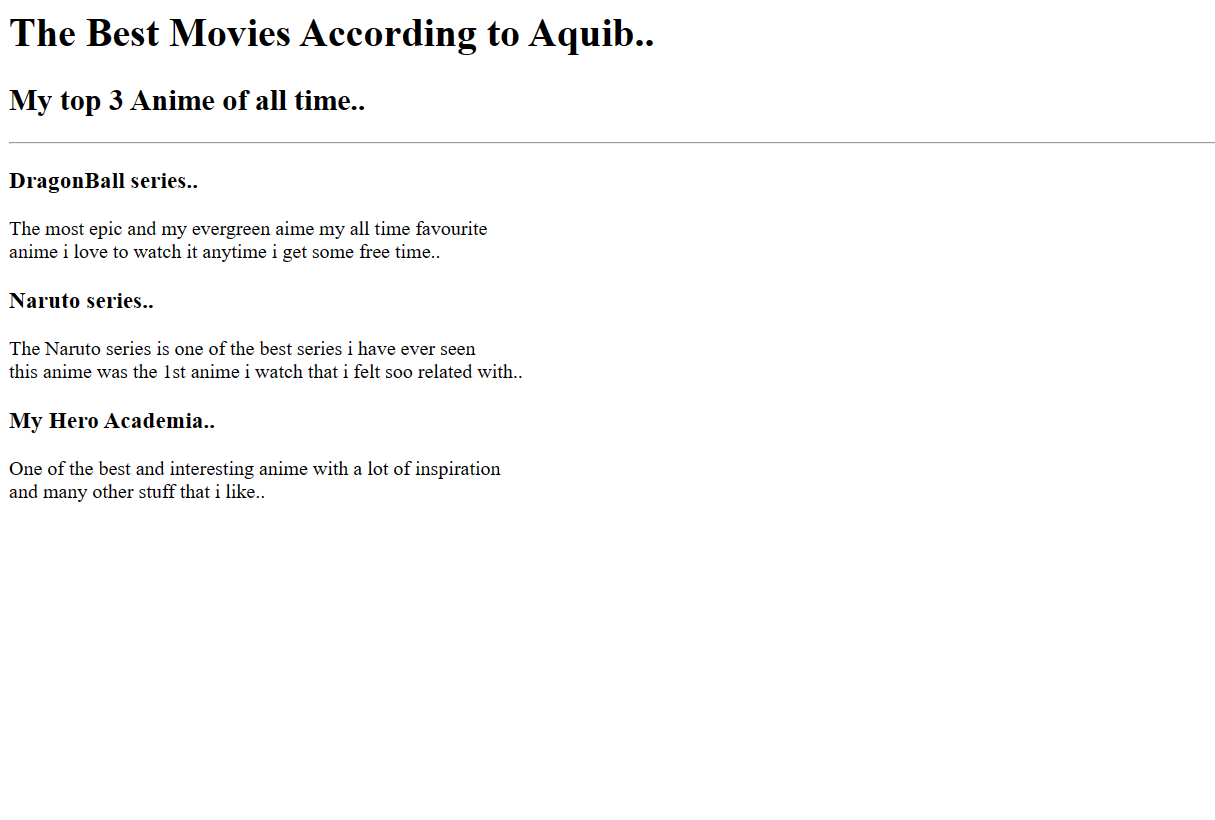 The Best Movies According to Aquib..
My top 3 Anime of all time..
DragonBall series..
The most epic and my evergreen aime my all time favourite
anime i love to watch it anytime i get some free time..
Naruto series..
The Naruto series is one of the best series i have ever seen
this anime was the 1st anime i watch that i felt soo related with..
My Hero Academia..
One of the best and interesting anime with a lot of inspiration
and many other stuff that i like..